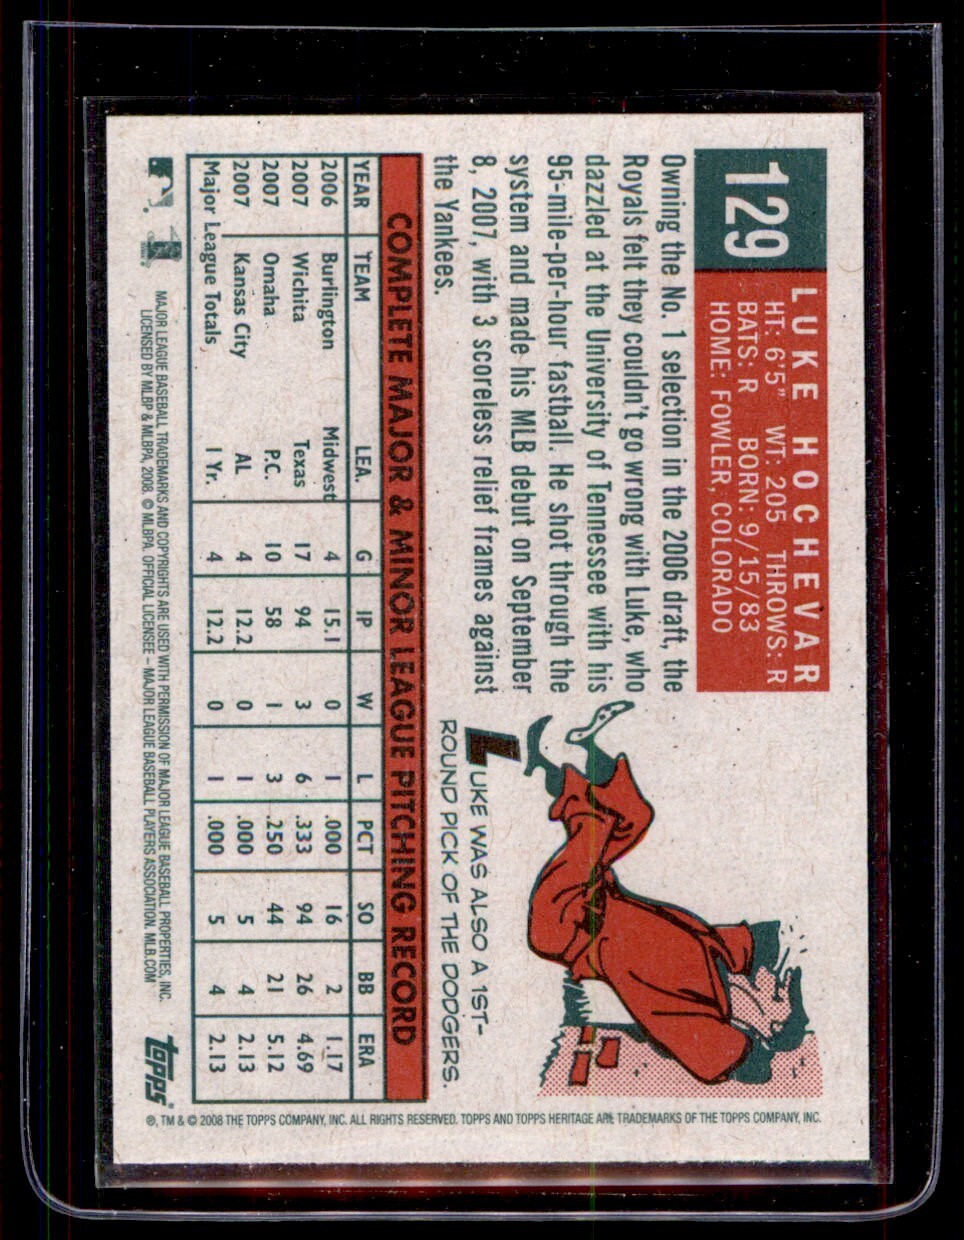 129
LUKE HOCHEVAR
HT: 6'5" WT: 205 THROWS: R
BATS: R BORN: 9/15/83
HOME: FOWLER, COLORADO
Owning the No. 1 selection in the 2006 draft, the
Royals felt they couldn't go wrong with Luke, who
dazzled at the University of Tennessee with his
95-mile-per-hour fastball. He shot through the
system and made his MLB debut on September
8, 2007, with 3 scoreless relief frames against
the Yankees.
LUKE WAS ALSO A 1ST-
ROUND PICK OF THE DODGERS.
COMPLETE MAJOR & MINOR LEAGUE PITCHING RECORD
YEAR TEAM LEA. G IP W L PCT SO BB ERA
2006 Burlington Midwest 4 15.1 0 1 .000 16 2 1.17
2007 Wichita Texas 17 94 3 6 .333 94 26 4.69
2007 Omaha P.C. 10 58 1 3 .250 44 21 5.12
2007 Kansas City AL 4 12.2 0 1 .000 5 4 2.13
Major League Totals 1 Yr. 4 12.2 0 1 .000 5 4 2.13
MAJOR LEAGUE BASEBALL TRADEMARKS AND COPYRIGHTS ARE USED WITH PERMISSION OF MAJOR LEAGUE BASEBALL PROPERTIES, INC.
LICENSED BY MLBP & MLBPA, 2008. © MLBPA. OFFICIAL LICENSEE – MAJOR LEAGUE BASEBALL PLAYERS ASSOCIATION. MLB.COM
topps
®, TM & © 2008 THE TOPPS COMPANY, INC. ALL RIGHTS RESERVED. TOPPS AND TOPPS HERITAGE ARE TRADEMARKS OF THE TOPPS COMPANY, INC.